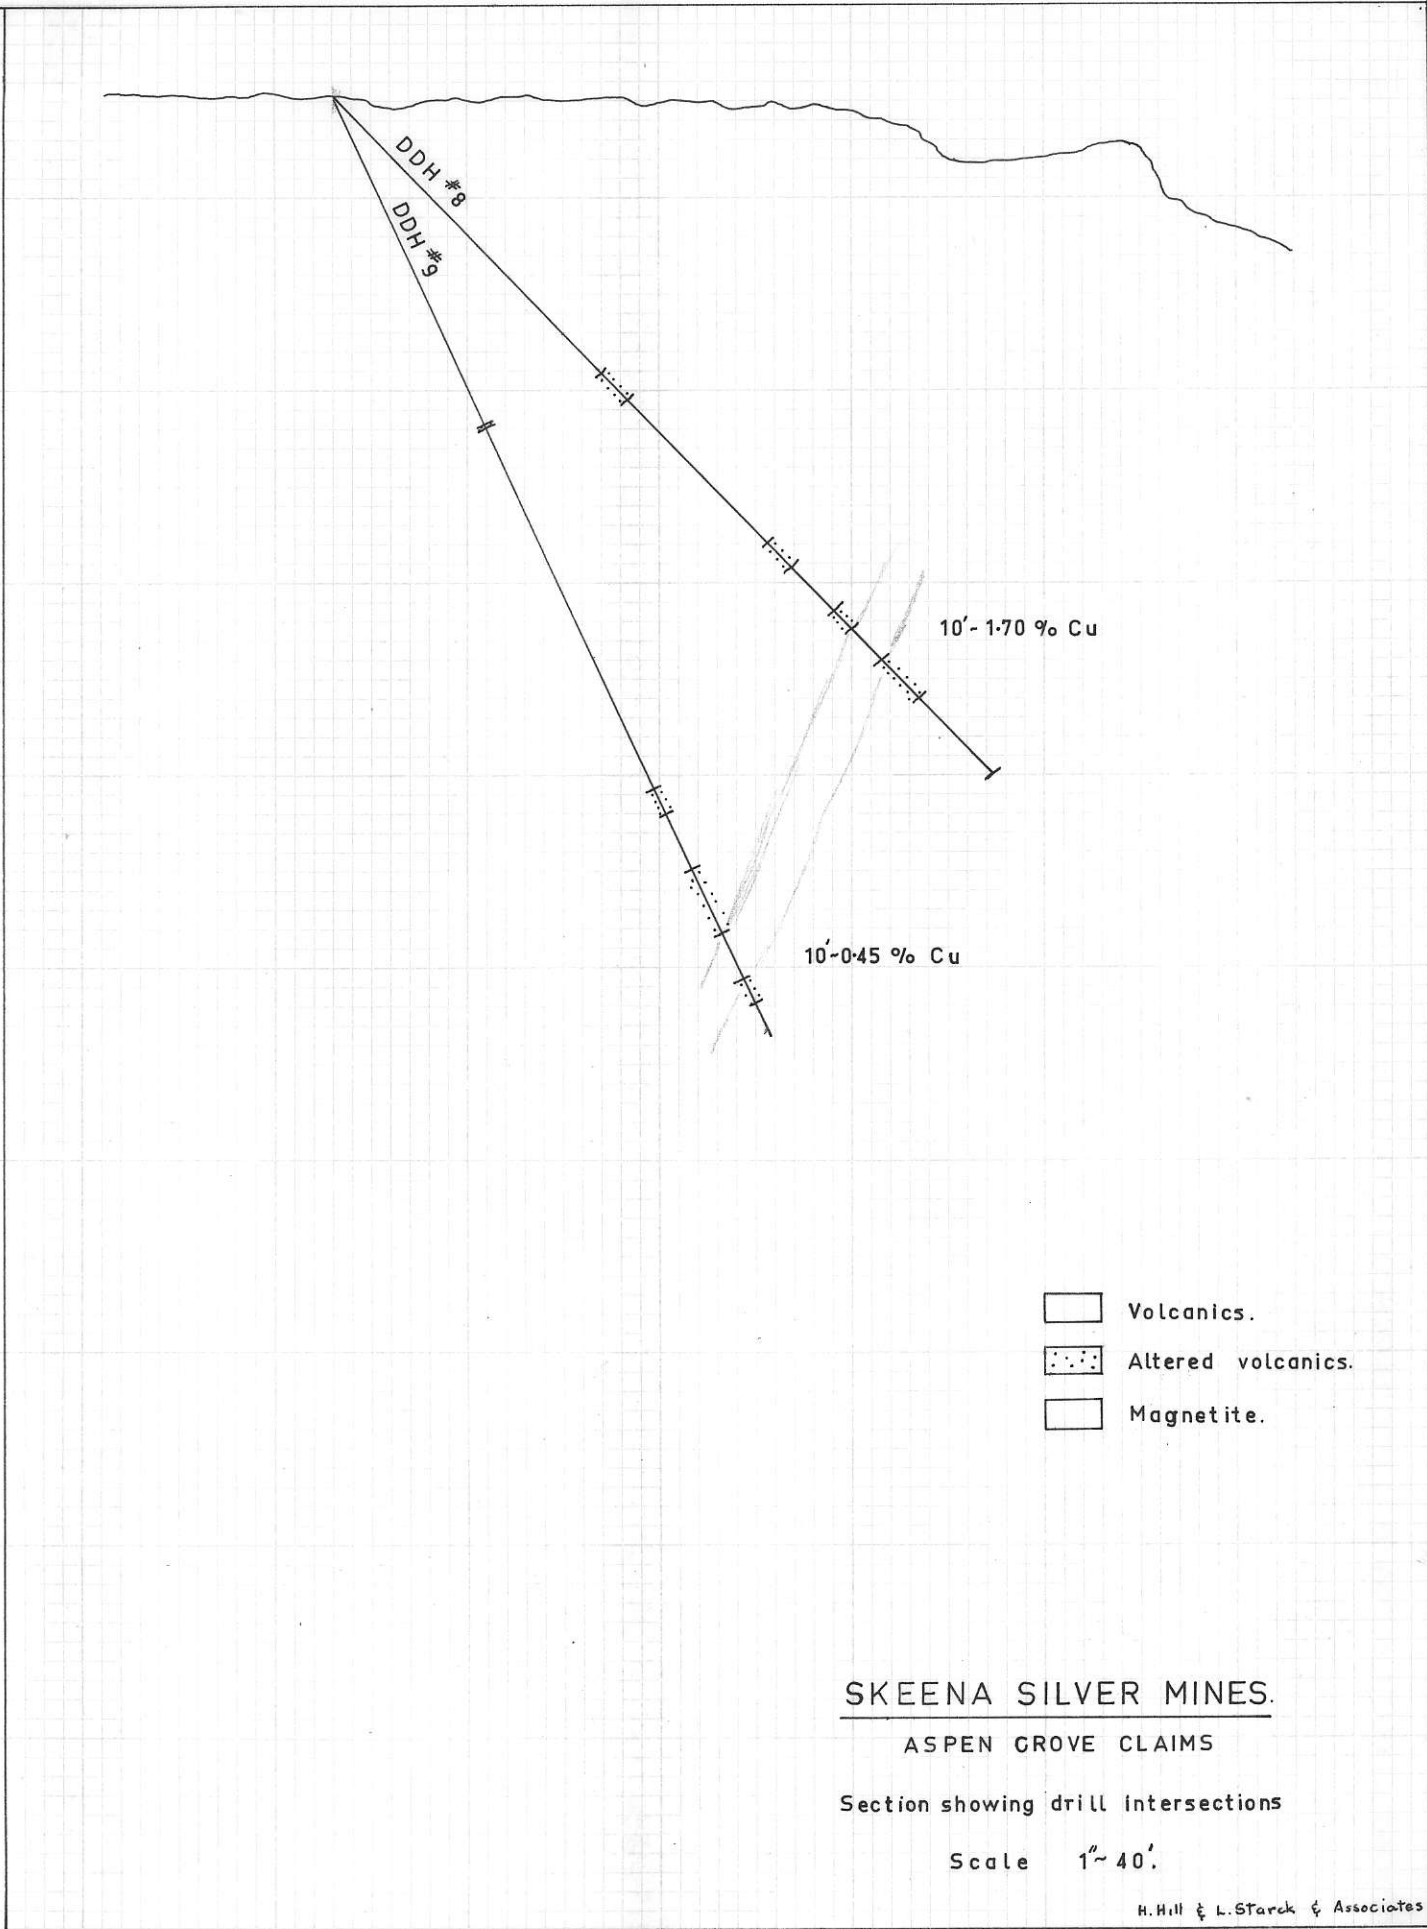 DDH #8
DDH #9
10'- 1·70 % Cu
10'-0·45 % Cu
Volcanics.
Altered volcanics.
Magnetite.
SKEENA SILVER MINES.
ASPEN GROVE CLAIMS
Section showing drill intersections
Scale 1"~ 40'.
H. Hill & L. Starck & Associates